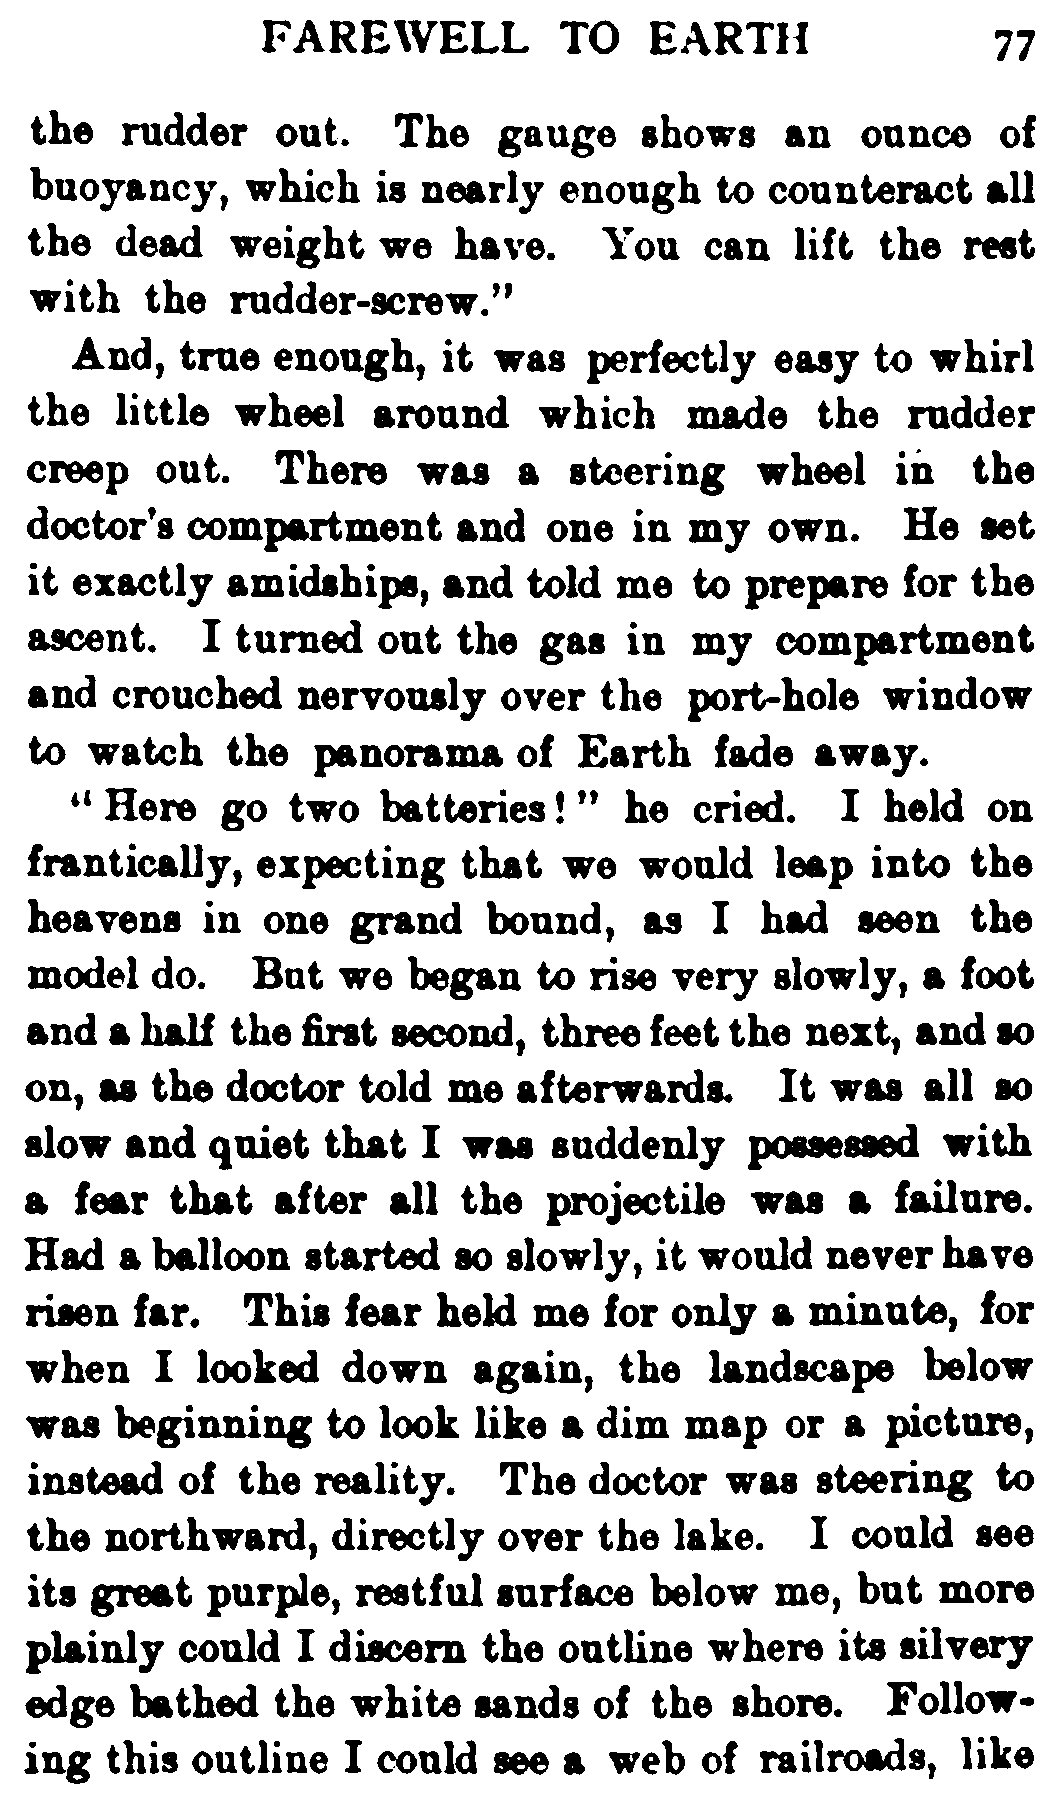 FAREWELL TO EARTH 77
the rudder out. The gauge shows an ounce of
buoyancy, which is nearly enough to counteract all
the dead weight we have. You can lift the rest
with the rudder-screw."
And, true enough, it was perfectly easy to whirl
the little wheel around which made the rudder
creep out. There was a steering wheel in the
doctor's compartment and one in my own. He set
it exactly amidships, and told me to prepare for the
ascent. I turned out the gas in my compartment
and crouched nervously over the port-hole window
to watch the panorama of Earth fade away.
"Here go two batteries!" he cried. I held on
frantically, expecting that we would leap into the
heavens in one grand bound, as I had seen the
model do. But we began to rise very slowly, a foot
and a half the first second, three feet the next, and so
on, as the doctor told me afterwards. It was all so
slow and quiet that I was suddenly possessed with
a fear that after all the projectile was a failure.
Had a balloon started so slowly, it would never have
risen far. This fear held me for only a minute, for
when I looked down again, the landscape below
was beginning to look like a dim map or a picture,
instead of the reality. The doctor was steering to
the northward, directly over the lake. I could see
its great purple, restful surface below me, but more
plainly could I discern the outline where its silvery
edge bathed the white sands of the shore. Follow-
ing this outline I could see a web of railroads, like